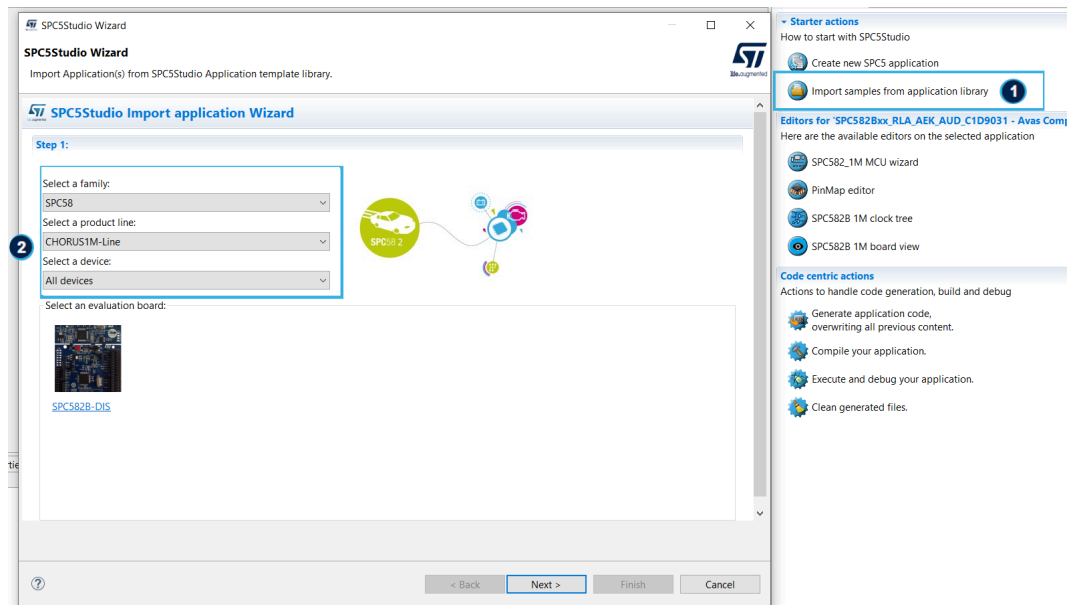 SPC5Studio Wizard
SPC5Studio Wizard
Import Application(s) from SPC5Studio Application template library.
life.augmented
SPC5Studio Import application Wizard
Step 1:
Select a family:
SPC58
Select a product line:
CHORUS1M-Line
2
Select a device:
All devices
SPC58 2
Select an evaluation board:
SPC582B-DIS
< Back
Next >
Finish
Cancel
Starter actions
How to start with SPC5Studio
Create new SPC5 application
Import samples from application library
1
Editors for 'SPC582Bxx_RLA_AEK_AUD_C1D9031 - Avas Comp
Here are the available editors on the selected application
SPC582_1M MCU wizard
PinMap editor
SPC582B 1M clock tree
SPC582B 1M board view
Code centric actions
Actions to handle code generation, build and debug
Generate application code,
overwriting all previous content.
Compile your application.
Execute and debug your application.
Clean generated files.